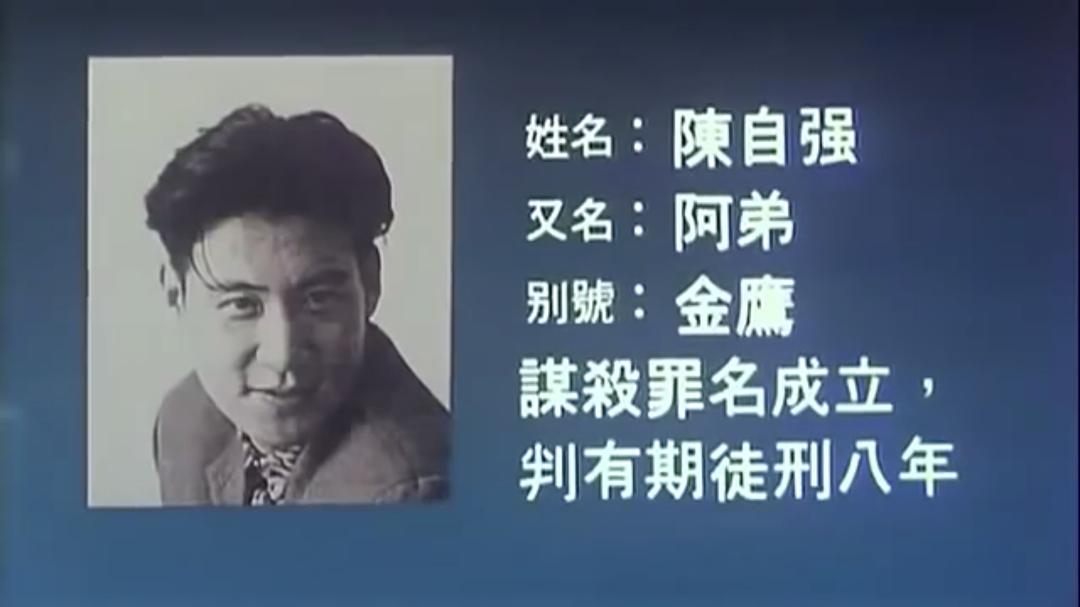 姓名：陳自强
又名：阿弟
别號：金鷹
謀殺罪名成立，
判有期徒刑八年